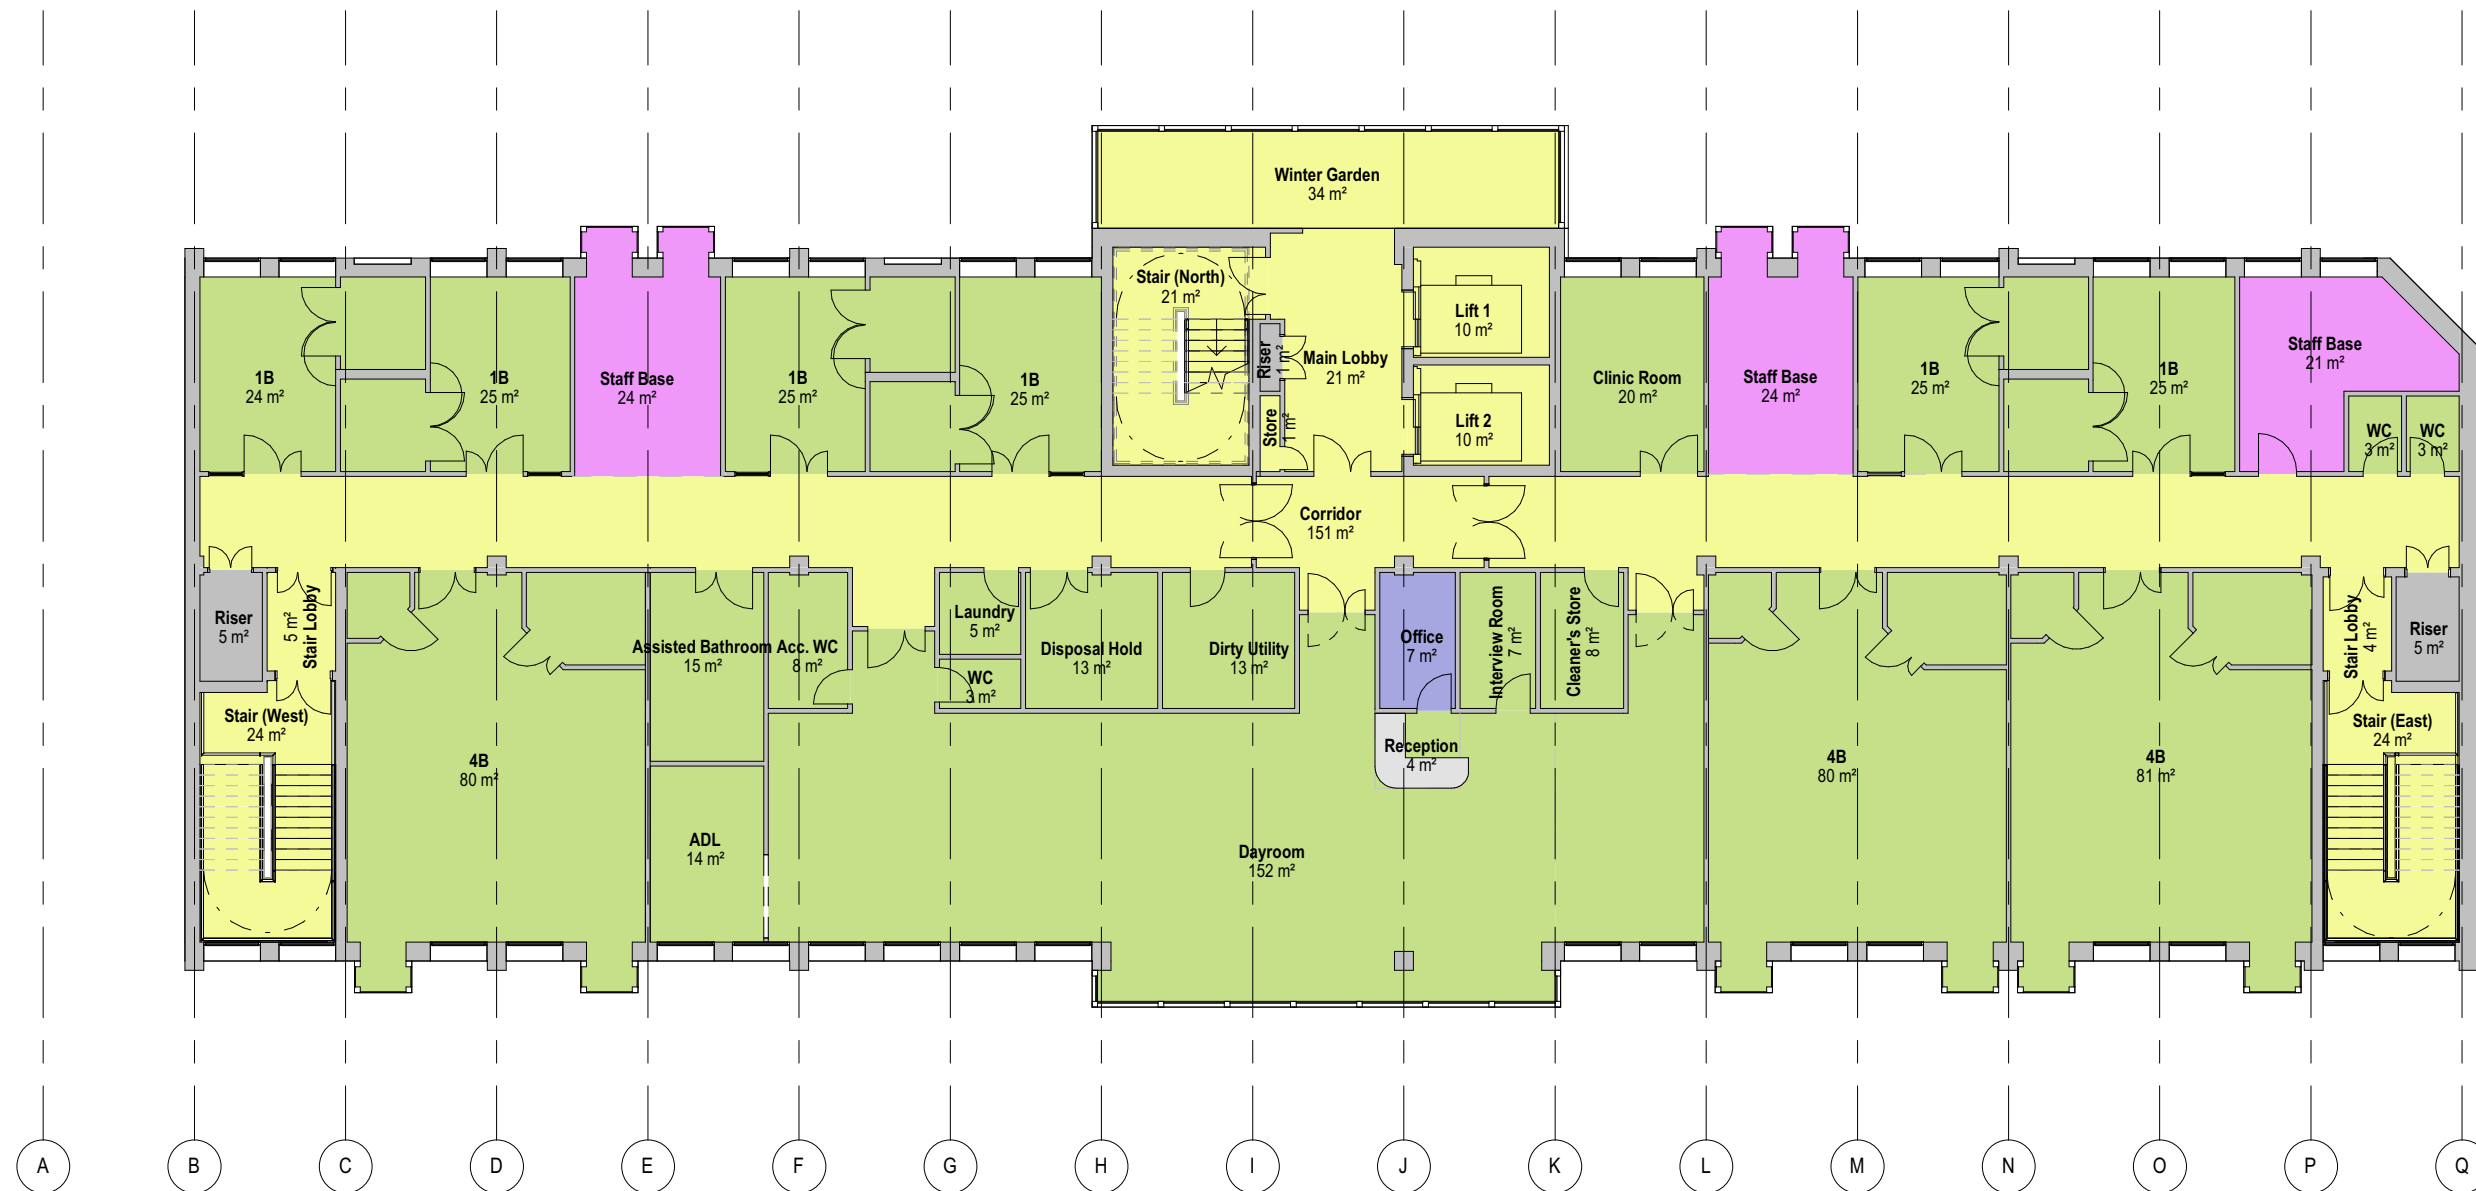 Winter Garden
34 m²
Stair (North)
21 m²
Riser
1 m²
Store
1 m²
Main Lobby
21 m²
Lift 1
10 m²
Lift 2
10 m²
1B
24 m²
1B
25 m²
Staff Base
24 m²
1B
25 m²
1B
25 m²
Clinic Room
20 m²
Staff Base
24 m²
1B
25 m²
1B
25 m²
Staff Base
21 m²
WC
3 m²
WC
3 m²
Corridor
151 m²
Riser
5 m²
Stair Lobby
5 m²
Stair (West)
24 m²
4B
80 m²
Assisted Bathroom
15 m²
Acc. WC
8 m²
ADL
14 m²
Laundry
5 m²
WC
3 m²
Disposal Hold
13 m²
Dirty Utility
13 m²
Office
7 m²
Interview Room
7 m²
Cleaner's Store
8 m²
Reception
4 m²
Dayroom
152 m²
4B
80 m²
4B
81 m²
Stair Lobby
4 m²
Riser
5 m²
Stair (East)
24 m²
A
B
C
D
E
F
G
H
I
J
K
L
M
N
O
P
Q